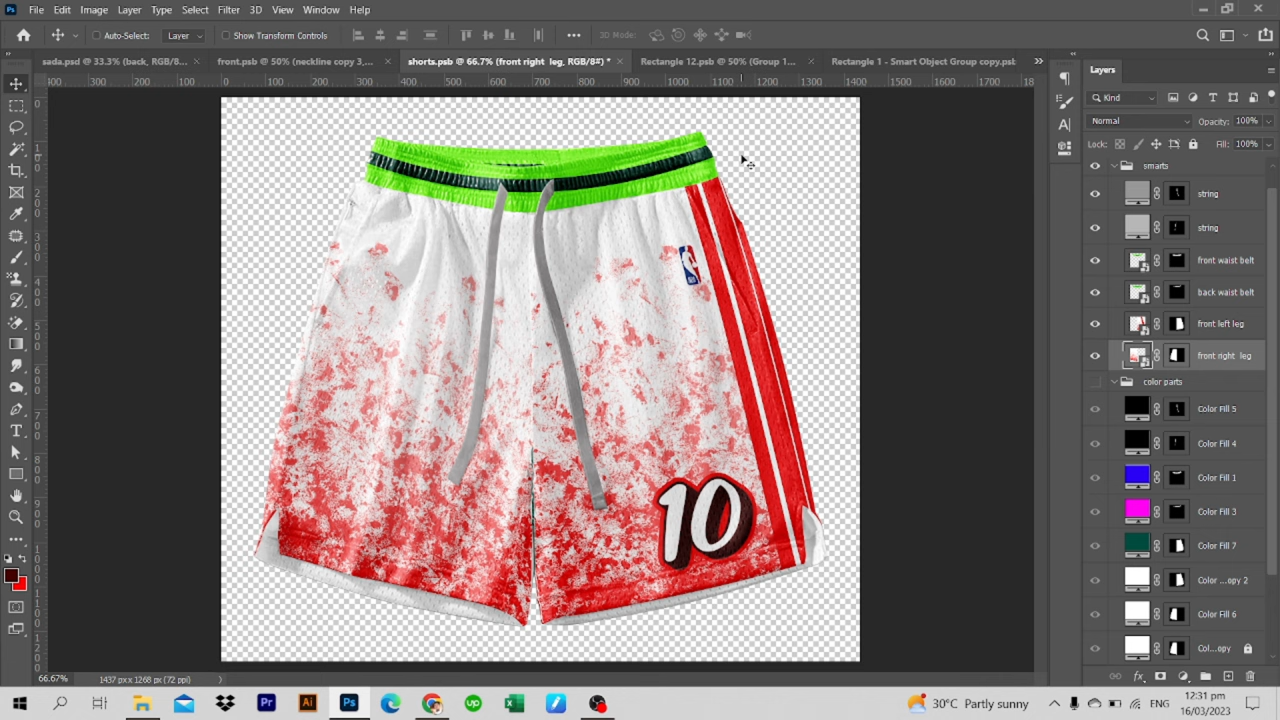 Ps File Edit Image Layer Type Select Filter 3D View Window Help
Auto-Select: Layer Show Transform Controls 3D Mode:
sada.psd @ 33.3% (back, RGB/8... × front.psb @ 50% (neckline copy 3,... × shorts.psb @ 66.7% (front right leg, RGB/8#) * × Rectangle 12.psb @ 50% (Group 1... × Rectangle 1 - Smart Object Group copy.psb
Layers
Kind
Normal Opacity: 100%
Lock: Fill: 100%
smarts
string
string
front waist belt
back waist belt
front left leg
front right leg
color parts
Color Fill 5
Color Fill 4
Color Fill 1
Color Fill 3
Color Fill 7
Color ...opy 2
Color Fill 6
Col...opy
10
66.67% 1437 px x 1268 px (72 ppi)
Pr Ai Ps up
30°C Partly sunny
ENG
12:31 pm
16/03/2023